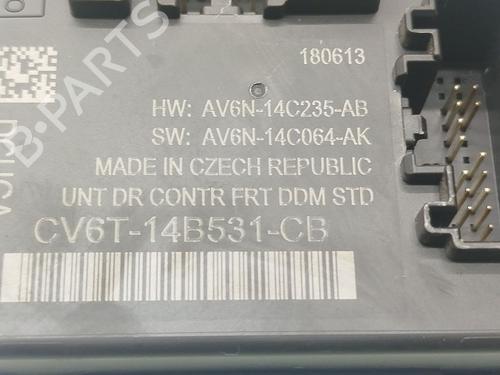 B-PARTS
180613
HW: AV6N-14C235-AB
SW: AV6N-14C064-AK
MADE IN CZECH REPUBLIC
UNT DR CONTR FRT DDM STD
CV6T-14B531-CB